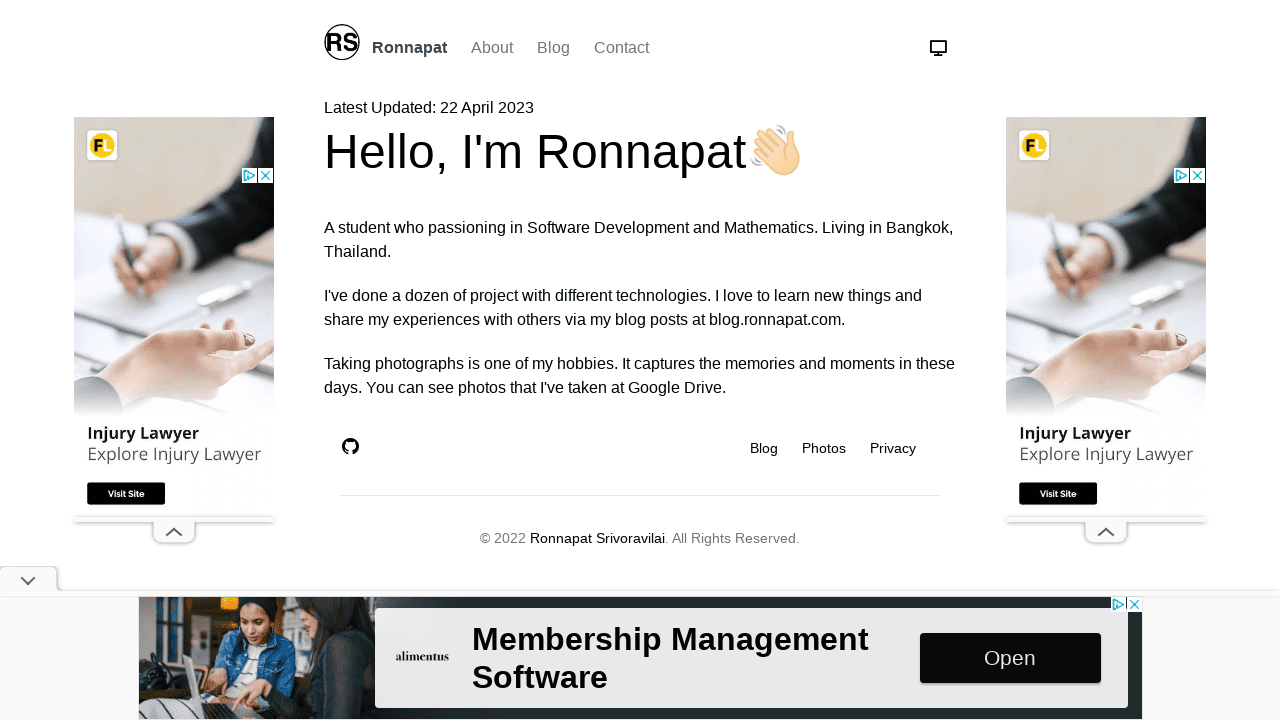 RS
Ronnapat
About
Blog
Contact
Latest Updated: 22 April 2023
Hello, I'm Ronnapat👋🏻
A student who passioning in Software Development and Mathematics. Living in Bangkok,
Thailand.
I've done a dozen of project with different technologies. I love to learn new things and
share my experiences with others via my blog posts at blog.ronnapat.com.
Taking photographs is one of my hobbies. It captures the memories and moments in these
days. You can see photos that I've taken at Google Drive.
Blog
Photos
Privacy
© 2022 Ronnapat Srivoravilai. All Rights Reserved.
FL
Injury Lawyer
Explore Injury Lawyer
Visit Site
FL
Injury Lawyer
Explore Injury Lawyer
Visit Site
alimentus
Membership Management
Software
Open